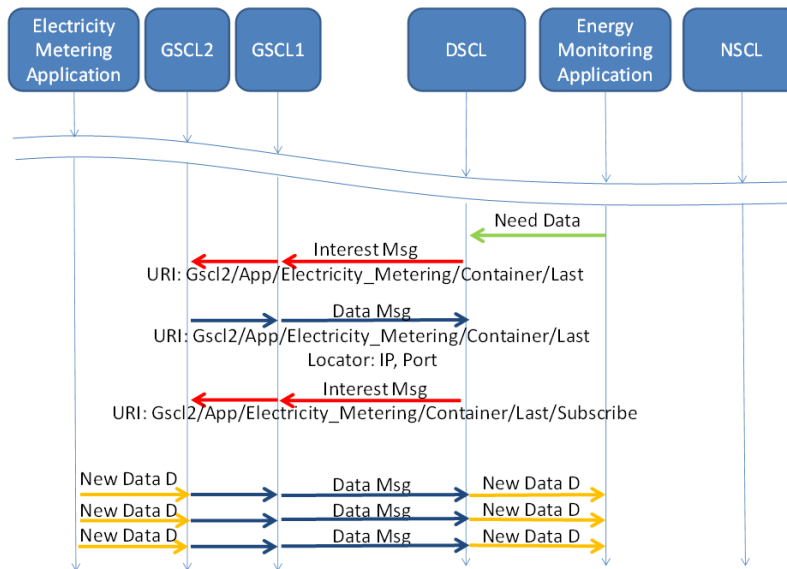 Electricity
Metering
Application
GSCL2
GSCL1
DSCL
Energy
Monitoring
Application
NSCL
Need Data
Interest Msg
URI: Gscl2/App/Electricity_Metering/Container/Last
Data Msg
URI: Gscl2/App/Electricity_Metering/Container/Last
Locator: IP, Port
Interest Msg
URI: Gscl2/App/Electricity_Metering/Container/Last/Subscribe
New Data D Data Msg New Data D
New Data D Data Msg New Data D
New Data D Data Msg New Data D